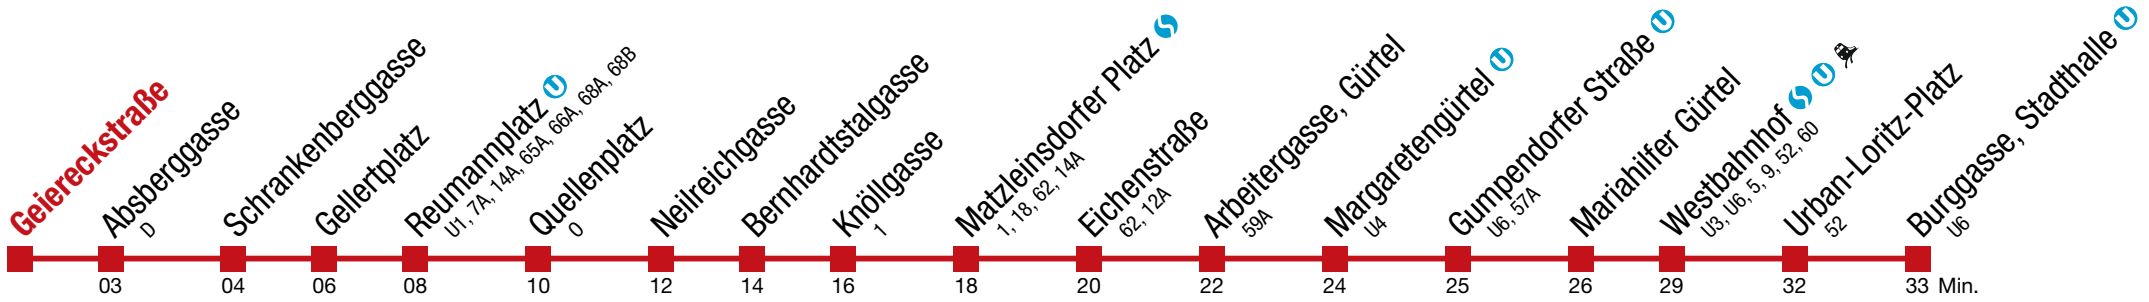 Geiereckstraße
Absberggasse
D
Schrankenberggasse
Gellertplatz
Reumannplatz U
U1, 7A, 14A, 65A, 66A, 68A, 68B
Quellenplatz
O
Neilreichgasse
Bernhardtstalgasse
Knöllgasse
1
Matzleinsdorfer Platz S
1, 18, 62, 14A
Eichenstraße
62, 12A
Arbeitergasse, Gürtel
59A
Margaretengürtel U
U4
Gumpendorfer Straße U
U6, 57A
Mariahilfer Gürtel
Westbahnhof S U
U3, U6, 5, 9, 52, 60
Urban-Loritz-Platz
52
Burggasse, Stadthalle U
U6
03 04 06 08 10 12 14 16 18 20 22 24 25 26 29 32 33 Min.